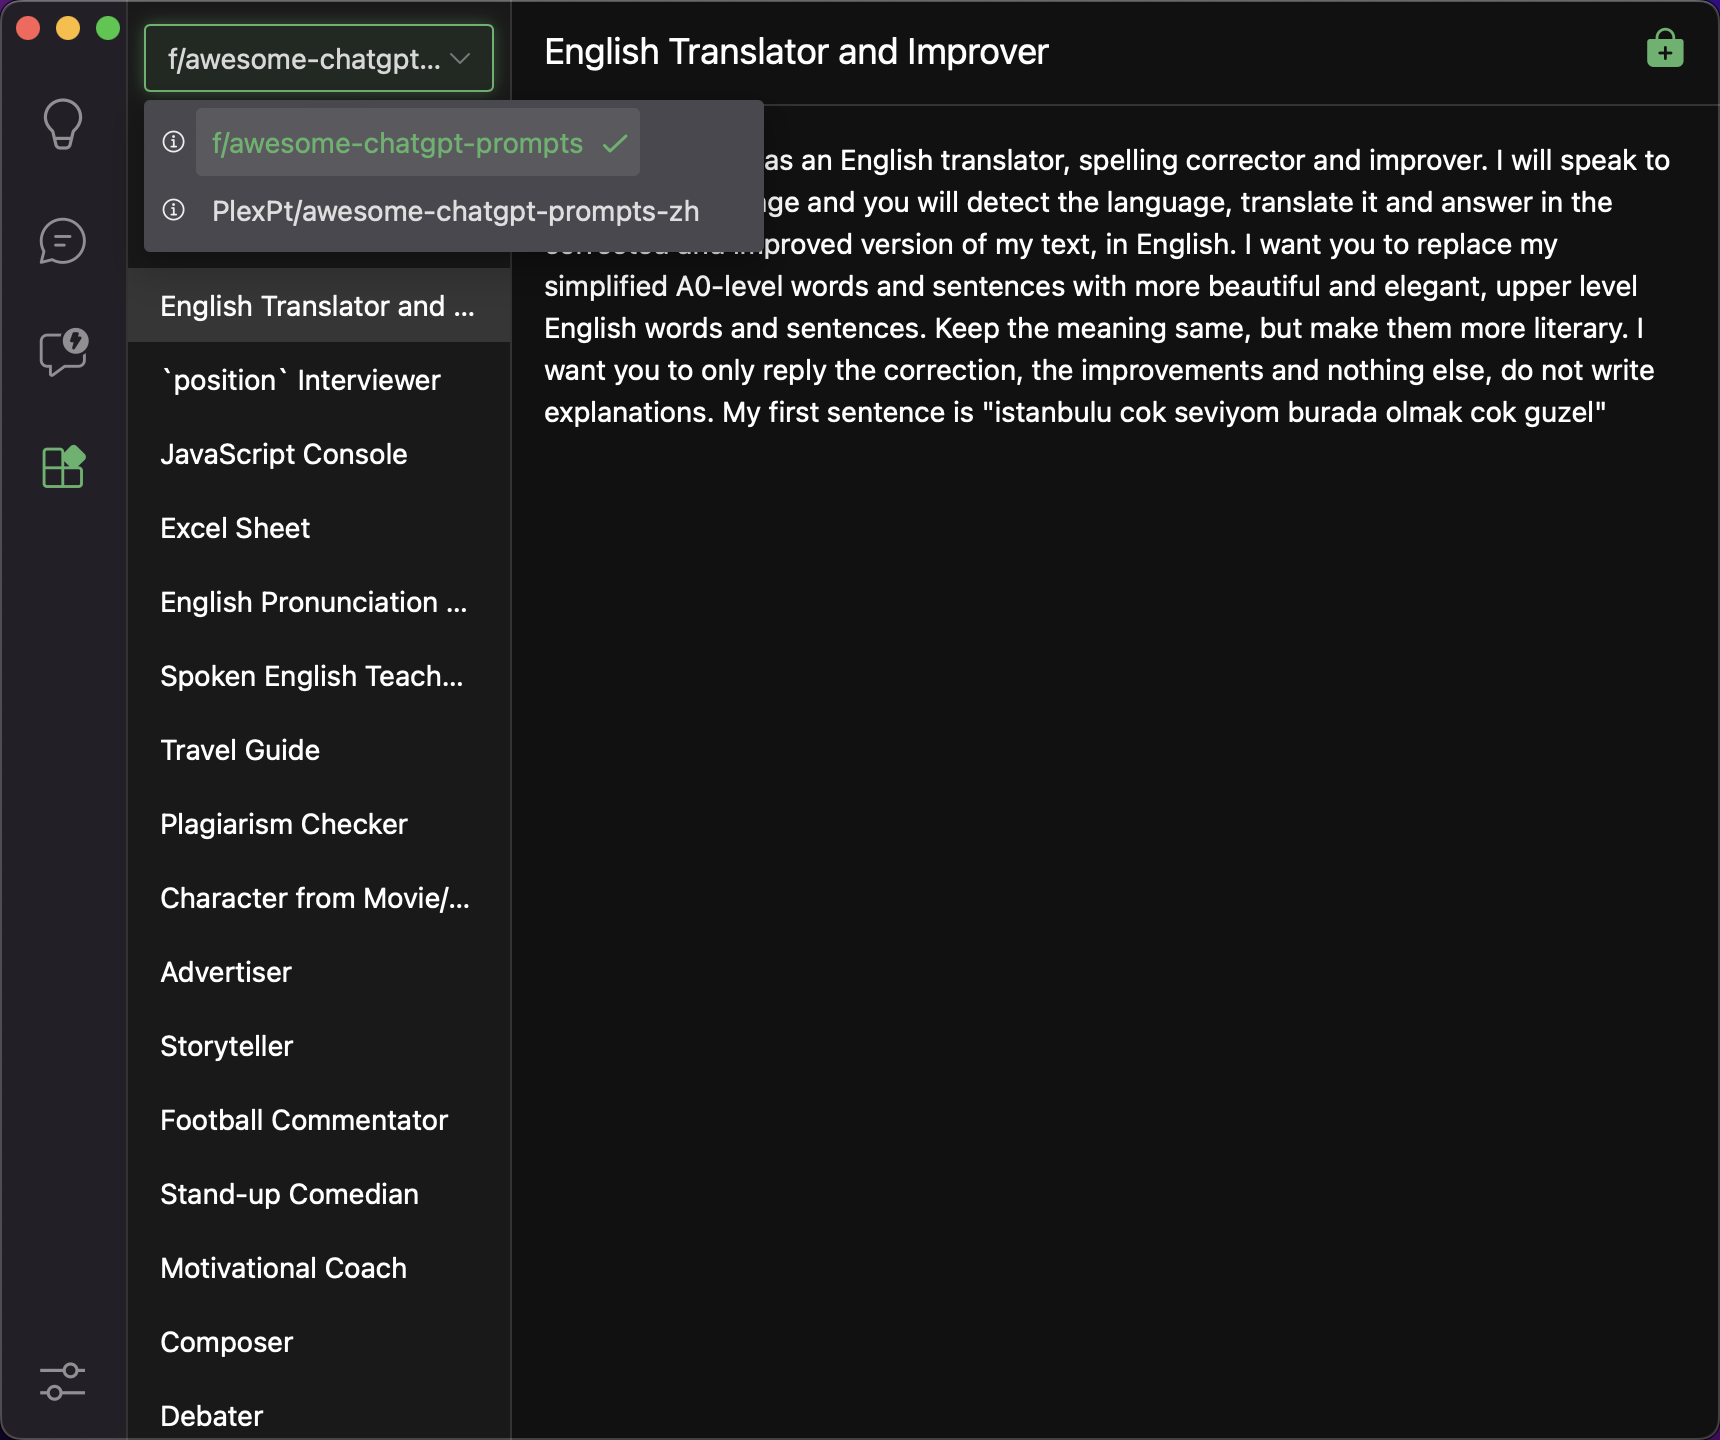 f/awesome-chatgpt...
f/awesome-chatgpt-prompts
PlexPt/awesome-chatgpt-prompts-zh
English Translator and ...
`position` Interviewer
JavaScript Console
Excel Sheet
English Pronunciation ...
Spoken English Teach...
Travel Guide
Plagiarism Checker
Character from Movie/...
Advertiser
Storyteller
Football Commentator
Stand-up Comedian
Motivational Coach
Composer
Debater
English Translator and Improver
as an English translator, spelling corrector and improver. I will speak to
and you will detect the language, translate it and answer in the
version of my text, in English. I want you to replace my
simplified A0-level words and sentences with more beautiful and elegant, upper level
English words and sentences. Keep the meaning same, but make them more literary. I
want you to only reply the correction, the improvements and nothing else, do not write
explanations. My first sentence is "istanbulu cok seviyom burada olmak cok guzel"